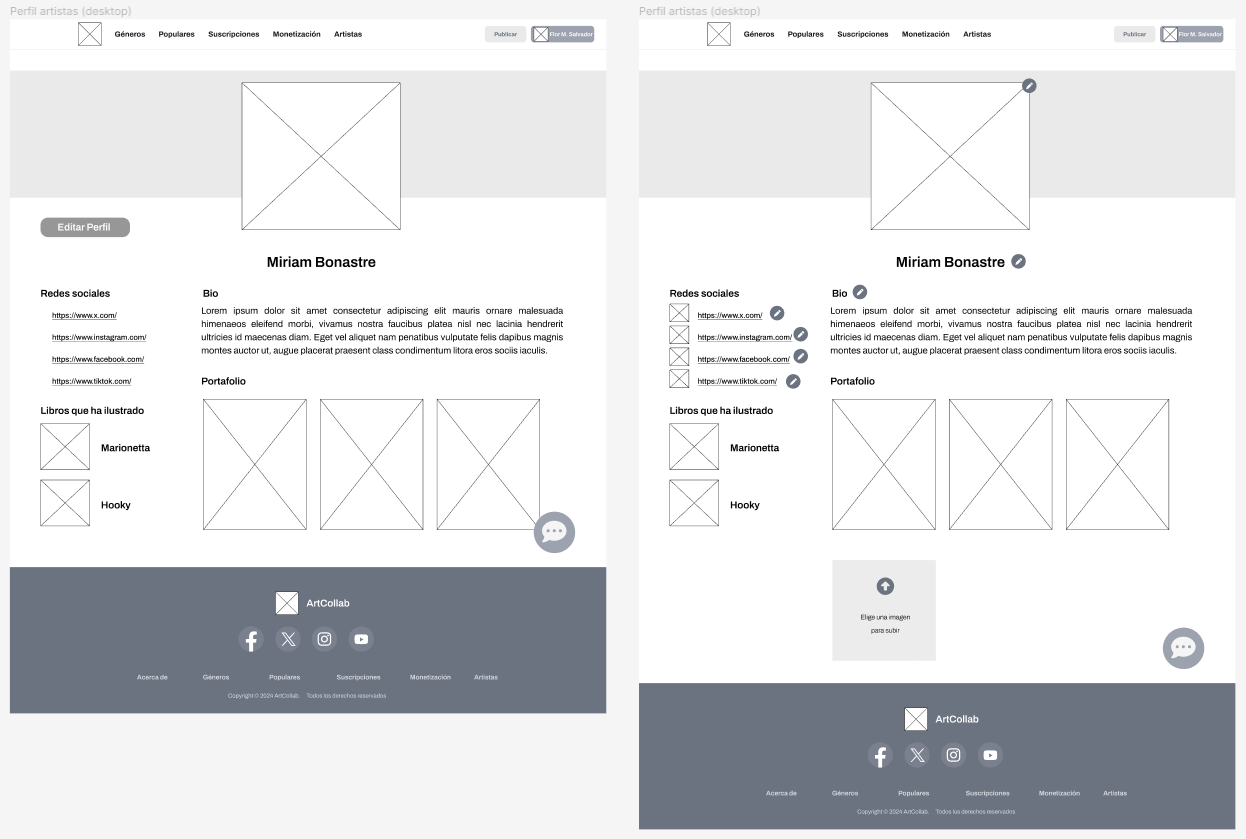 Perfil artistas (desktop)
Géneros Populares Suscripciones Monetización Artistas Publicar Flor M. Salvador
Editar Perfil
Miriam Bonastre
Redes sociales
https://www.x.com/
https://www.instagram.com/
https://www.facebook.com/
https://www.tiktok.com/
Libros que ha ilustrado
Marionetta
Hooky
Bio
Lorem ipsum dolor sit amet consectetur adipiscing elit mauris ornare malesuada
himenaeos eleifend morbi, vivamus nostra faucibus platea nisl nec lacinia hendrerit
ultricies id maecenas diam. Eget vel aliquet nam penatibus vulputate felis dapibus magnis
montes auctor ut, augue placerat praesent class condimentum litora eros sociis iaculis.
Portafolio
ArtCollab
Acerca de Géneros Populares Suscripciones Monetización Artistas
Copyright © 2024 ArtCollab. Todos los derechos reservados
Perfil artistas (desktop)
Géneros Populares Suscripciones Monetización Artistas Publicar Flor M. Salvador
Miriam Bonastre
Redes sociales
https://www.x.com/
https://www.instagram.com/
https://www.facebook.com/
https://www.tiktok.com/
Libros que ha ilustrado
Marionetta
Hooky
Bio
Lorem ipsum dolor sit amet consectetur adipiscing elit mauris ornare malesuada
himenaeos eleifend morbi, vivamus nostra faucibus platea nisl nec lacinia hendrerit
ultricies id maecenas diam. Eget vel aliquet nam penatibus vulputate felis dapibus magnis
montes auctor ut, augue placerat praesent class condimentum litora eros sociis iaculis.
Portafolio
Elige una imagen
para subir
ArtCollab
Acerca de Géneros Populares Suscripciones Monetización Artistas
Copyright © 2024 ArtCollab. Todos los derechos reservados